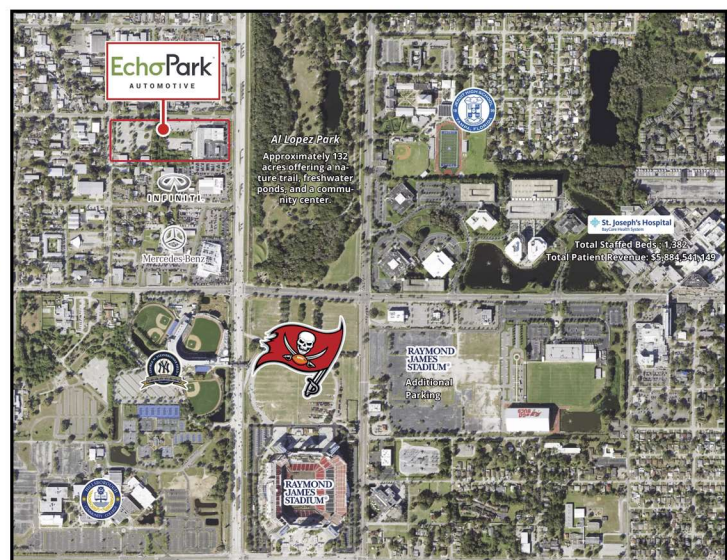 EchoPark
AUTOMOTIVE
Al Lopez Park
Approximately 132
acres offering a na-
ture trail, freshwater
ponds, and a commu-
nity center.
INFINITI
Mercedes-Benz
St. Joseph's Hospital
BayCare Health System
Total Staffed Beds : 1,382
Total Patient Revenue: $5,884,541,149
RAYMOND
JAMES
STADIUM
Additional
Parking
RAYMOND
JAMES
STADIUM